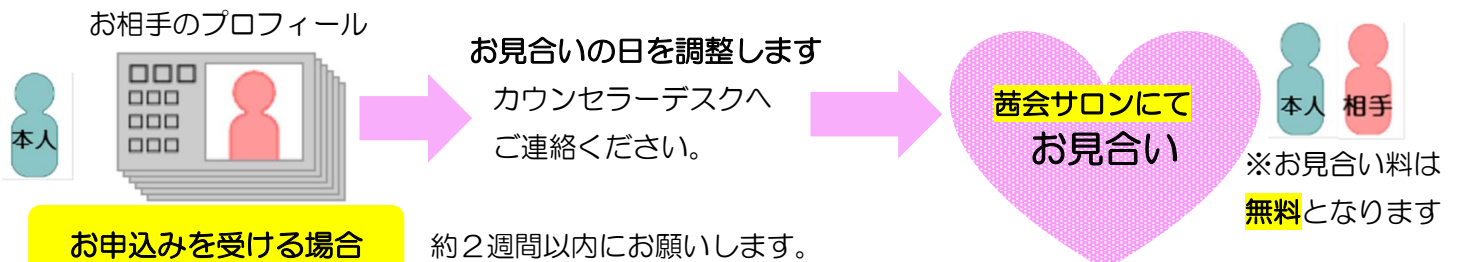 お相手のプロフィール
本人
お見合いの日を調整します
カウンセラーデスクへ
ご連絡ください。
茜会サロンにて
お見合い
本人 相手
※お見合い料は
無料となります
お申込みを受ける場合
約２週間以内にお願いします。